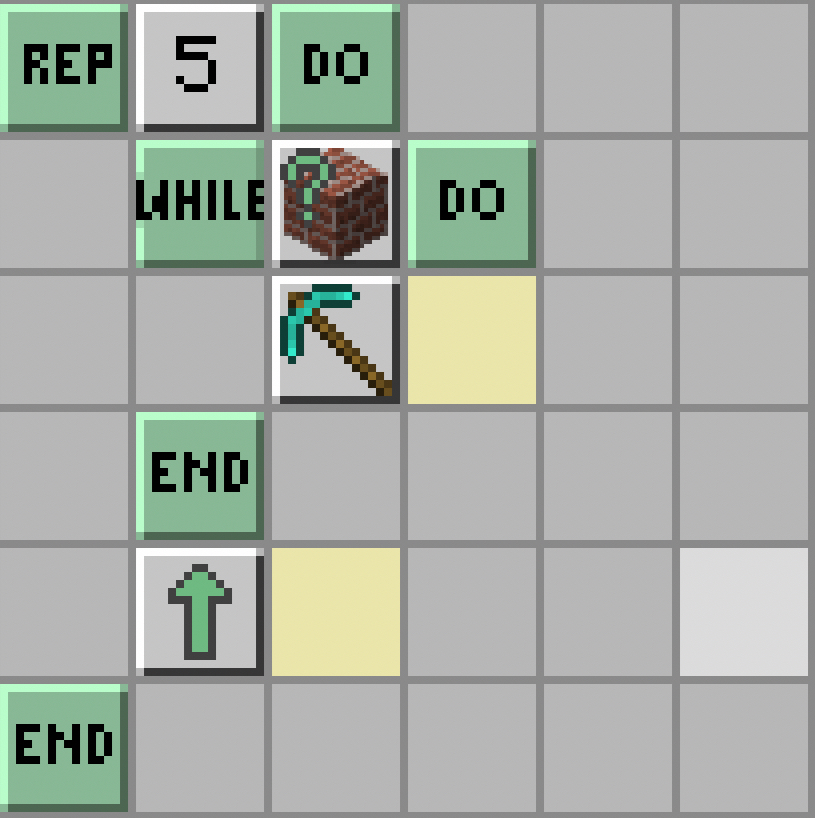 REP 5 DO
WHILE ? DO
END
END